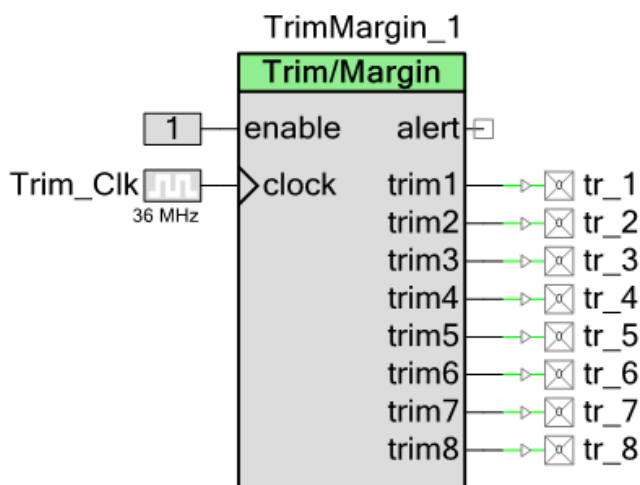 TrimMargin_1
Trim/Margin
1 enable alert
Trim_Clk clock trim1 tr_1
36 MHz
trim2 tr_2
trim3 tr_3
trim4 tr_4
trim5 tr_5
trim6 tr_6
trim7 tr_7
trim8 tr_8